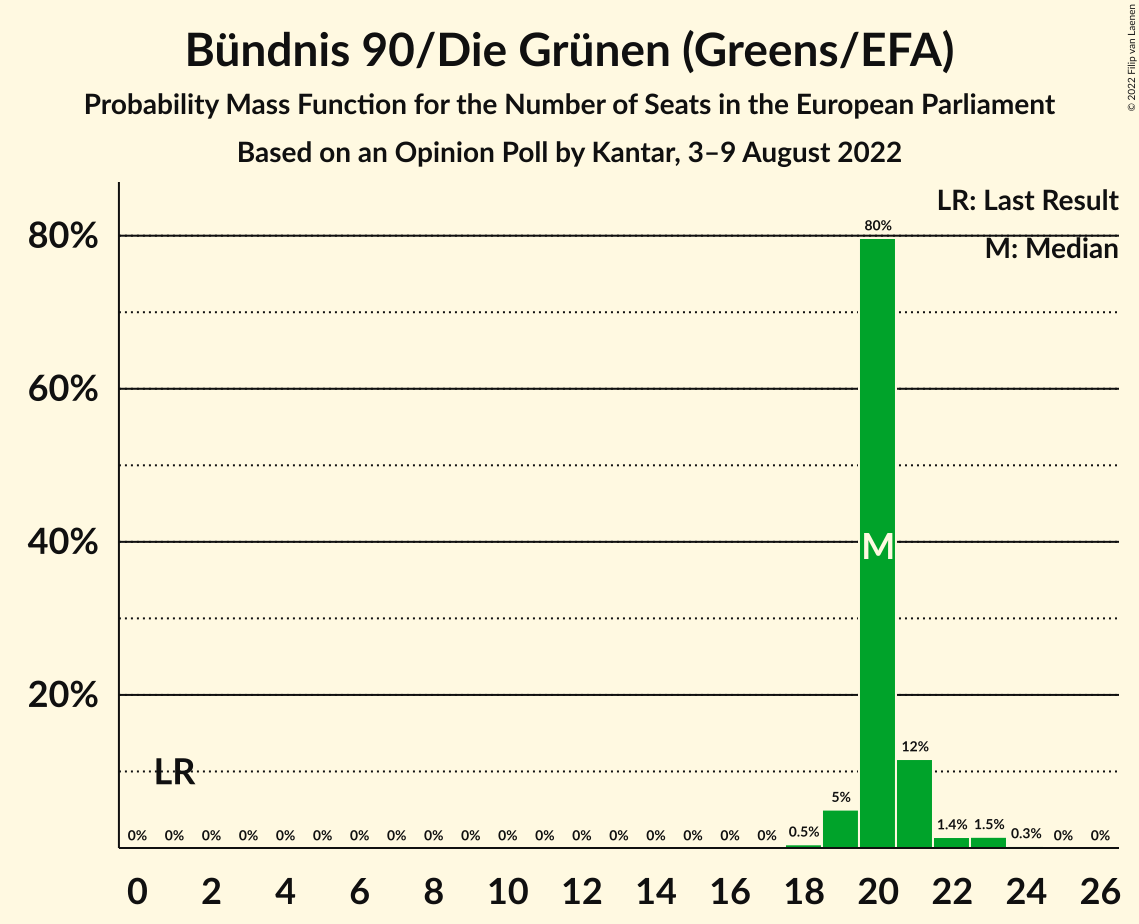 Bündnis 90/Die Grünen (Greens/EFA)
Probability Mass Function for the Number of Seats in the European Parliament
Based on an Opinion Poll by Kantar, 3–9 August 2022
© 2022 Filip van Laenen
LR: Last Result
M: Median
80%
60%
40%
20%
80%
M
LR
12%
5%
0% 0% 0% 0% 0% 0% 0% 0% 0% 0% 0% 0% 0% 0% 0% 0% 0% 0% 0.5% 1.4% 1.5% 0.3% 0% 0%
0 2 4 6 8 10 12 14 16 18 20 22 24 26